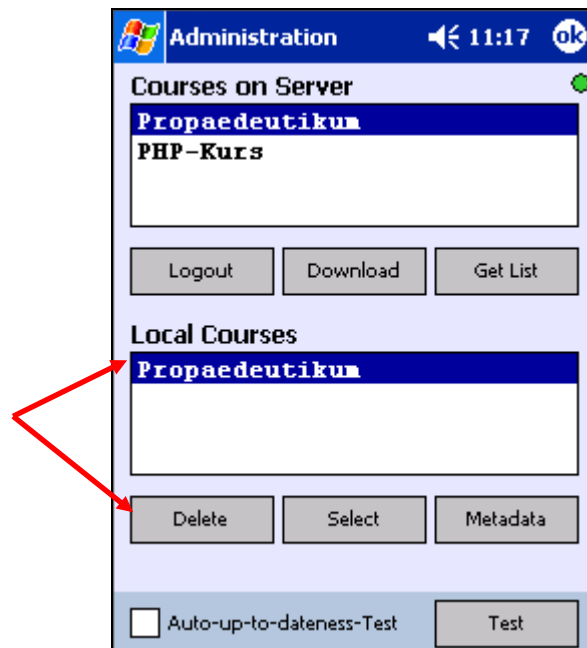 Administration 11:17 ok
Courses on Server
Propaedeutikum
PHP-Kurs
Logout Download Get List
Local Courses
Propaedeutikum
Delete Select Metadata
Auto-up-to-dateness-Test Test